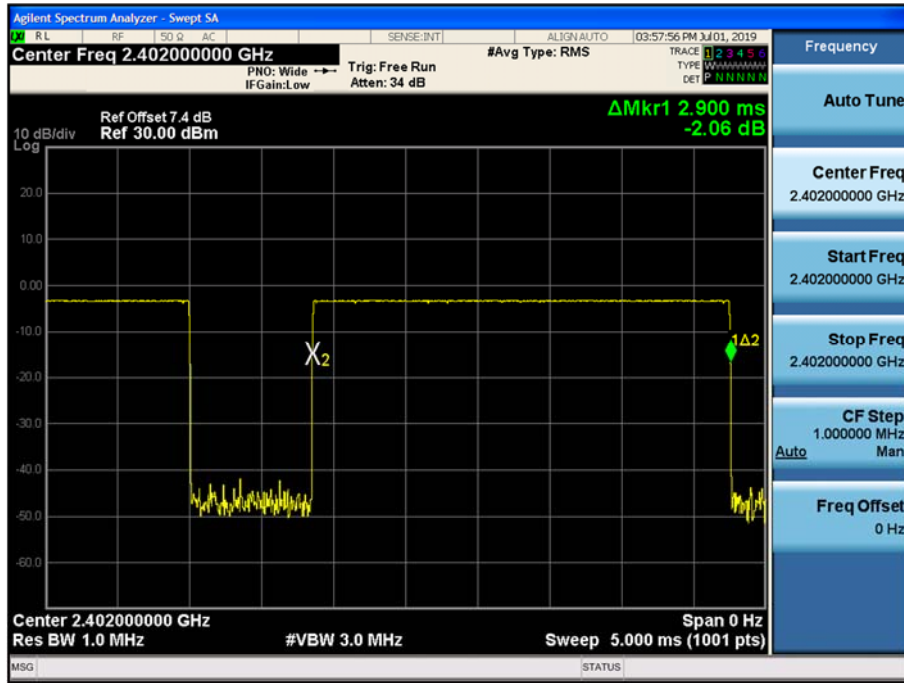 Agilent Spectrum Analyzer - Swept SA
LXI RL RF 50 Ω AC SENSE:INT ALIGNAUTO 03:57:56 PM Jul 01, 2019
Center Freq 2.402000000 GHz
#Avg Type: RMS
TRACE 1 2 3 4 5 6
PNO: Wide
Trig: Free Run
TYPE WWWWWW
IFGain:Low
Atten: 34 dB
DET P N N N N N
Ref Offset 7.4 dB
ΔMkr1 2.900 ms
10 dB/div
Ref 30.00 dBm
-2.06 dB
Log
20.0
10.0
0.00
-10.0
-20.0
-30.0
-40.0
-50.0
-60.0
X2
1Δ2
Center 2.402000000 GHz
Span 0 Hz
Res BW 1.0 MHz
#VBW 3.0 MHz
Sweep 5.000 ms (1001 pts)
MSG
STATUS
Frequency
Auto Tune
Center Freq
2.402000000 GHz
Start Freq
2.402000000 GHz
Stop Freq
2.402000000 GHz
CF Step
1.000000 MHz
Auto Man
Freq Offset
0 Hz